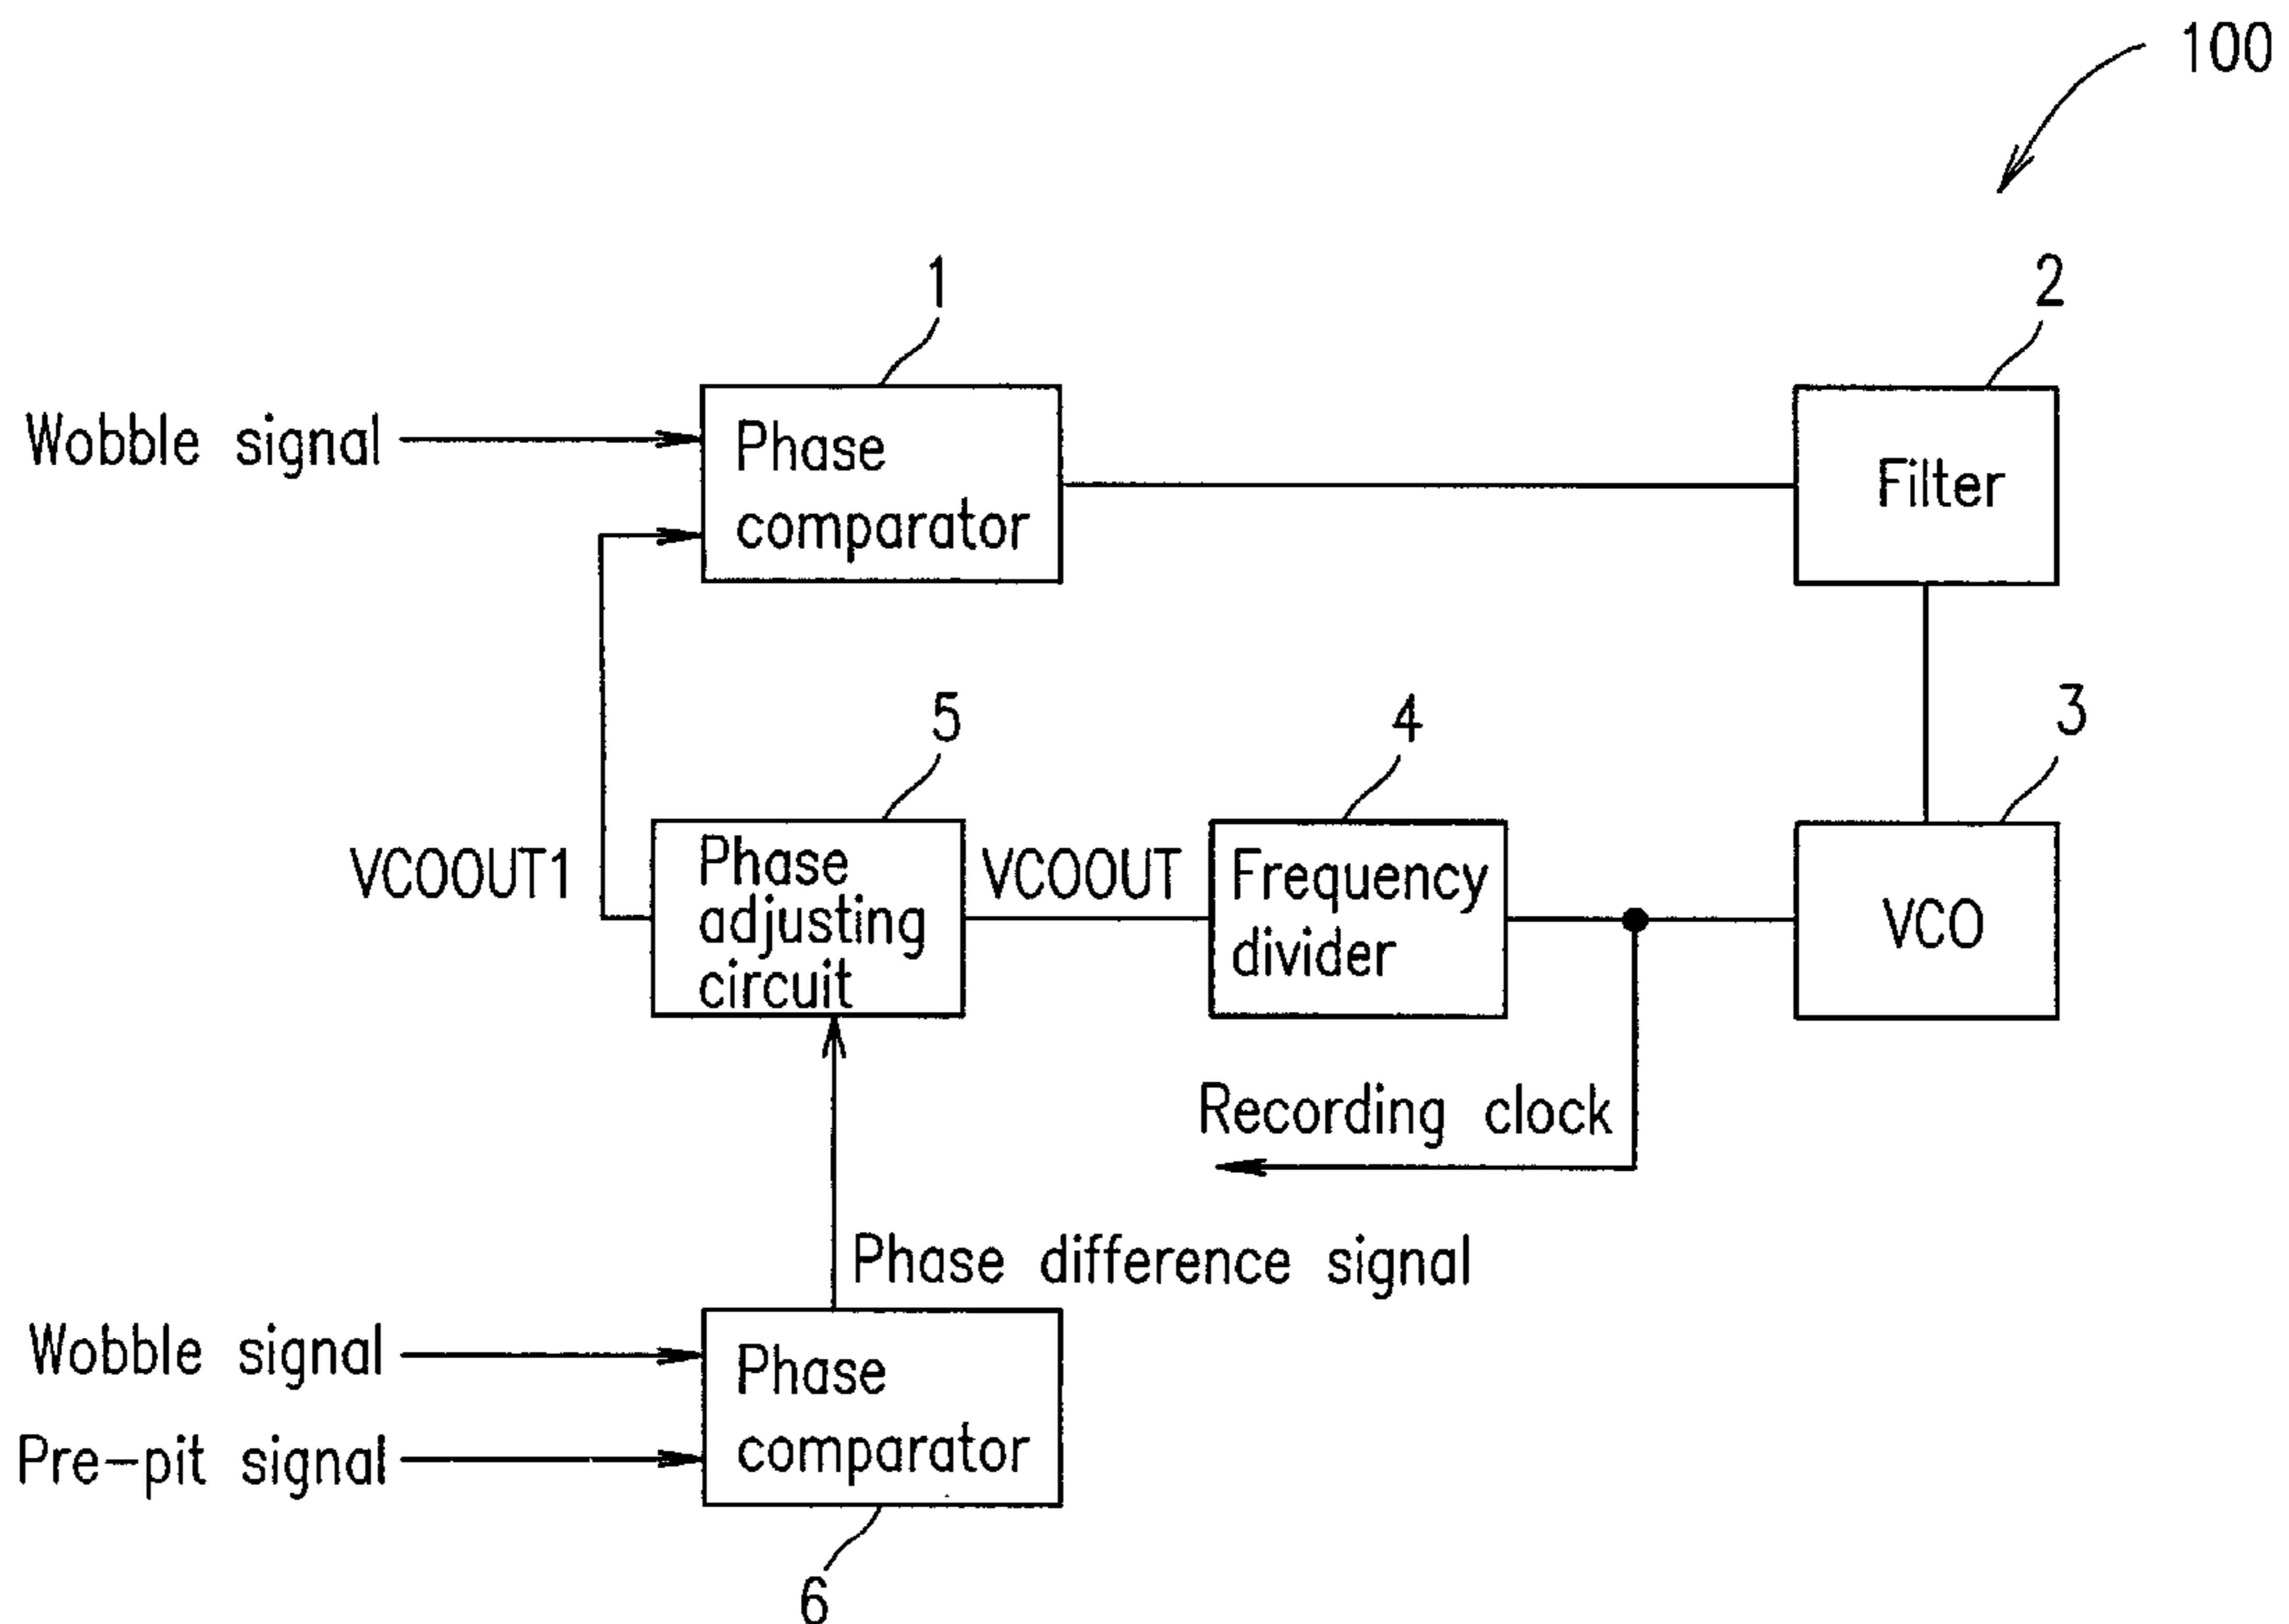 100
1
2
Wobble signal
Phase
comparator
Filter
5
4
3
VCOOUT1
Phase
adjusting
circuit
VCOOUT
Frequency
divider
VCO
Recording clock
Phase difference signal
Wobble signal
Pre-pit signal
Phase
comparator
6